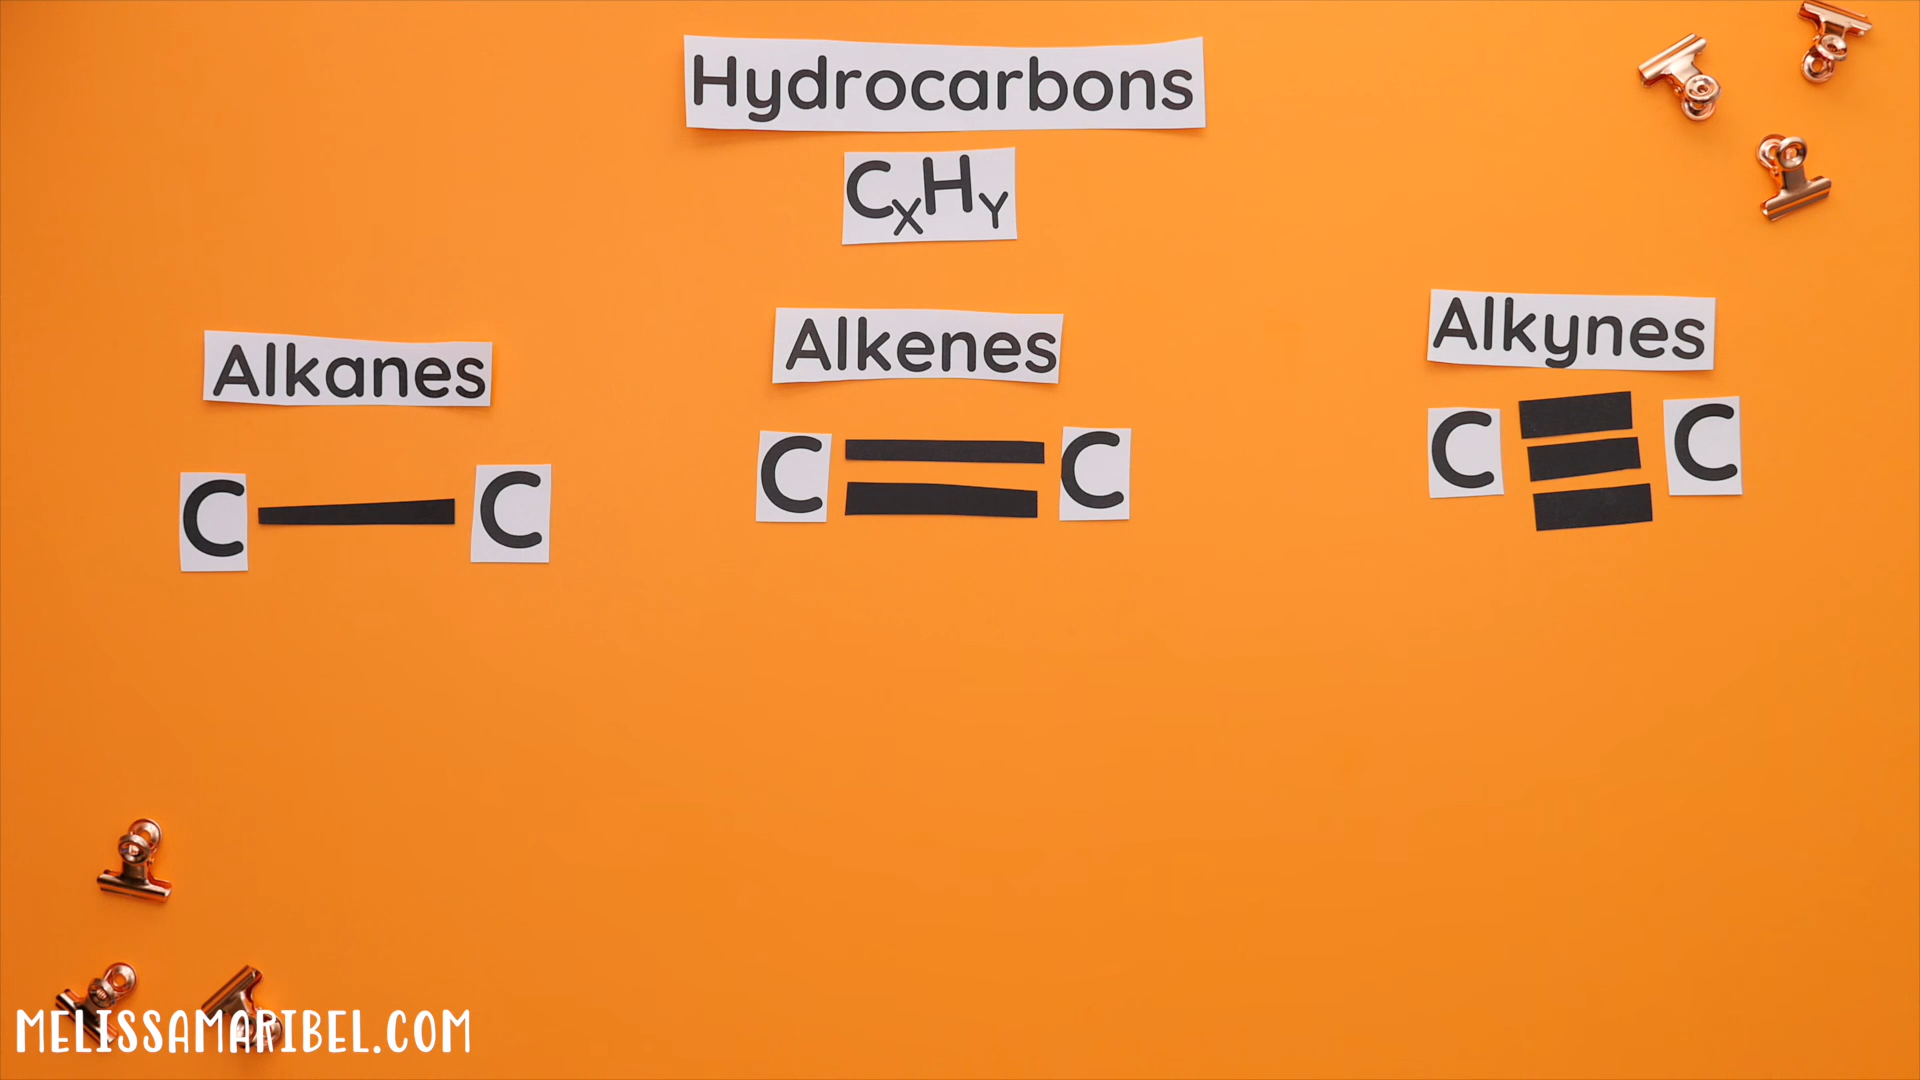 Hydrocarbons
CXHY
Alkanes
Alkenes
Alkynes
C C
C C
C C
MELISSAMARIBEL.COM